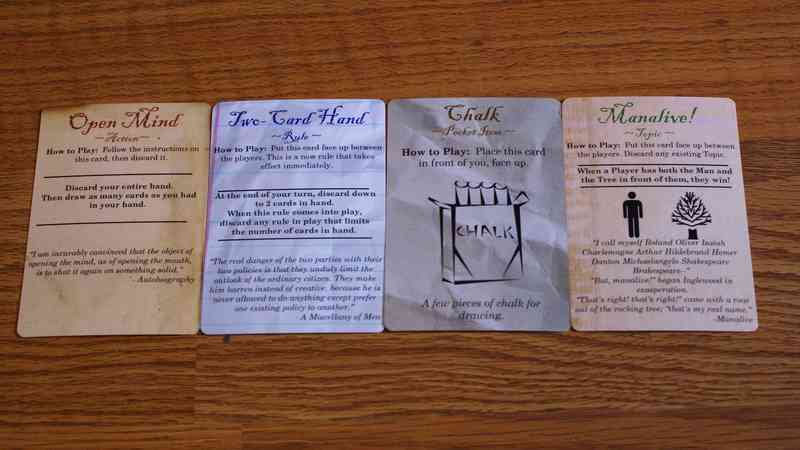 Open Mind
~Action~
How to Play: Follow the instructions on
this card, then discard it.
Discard your entire hand.
Then draw as many cards as you had
in your hand.
"I am incurably convinced that the object of
opening the mind, as of opening the mouth,
is to shut it again on something solid."
- Autobiography
Two-Card Hand
~Rule~
How to Play: Put this card face up between
the players. This is a new rule that takes
effect immediately.
At the end of your turn, discard down
to 2 cards in hand.
When this rule comes into play,
discard any rule in play that limits
the number of cards in hand.
"The real danger of the two parties with their
two policies is that they unduly limit the
outlook of the ordinary citizen. They make
him barren instead of creative, because he is
never allowed to do anything except prefer
one existing policy to another."
- A Miscellany of Men
Chalk
~Pocket Item~
How to Play: Place this card
in front of you, face up.
CHALK
A few pieces of chalk for
drawing.
Manalive!
~Topic~
How to Play: Put this card face up between
the players. Discard any existing Topic.
When a Player has both the Man and
the Tree in front of them, they win!
"I call myself Roland Oliver Isaiah
Charlemagne Arthur Hildebrand Homer
Danton Michaelangelo Shakespeare
Brakespeare--"
"But, manalive!" began Inglewood in
exasperation.
"That's right! that's right!" came with a roar
out of the rocking tree; "that's my real name."
-Manalive